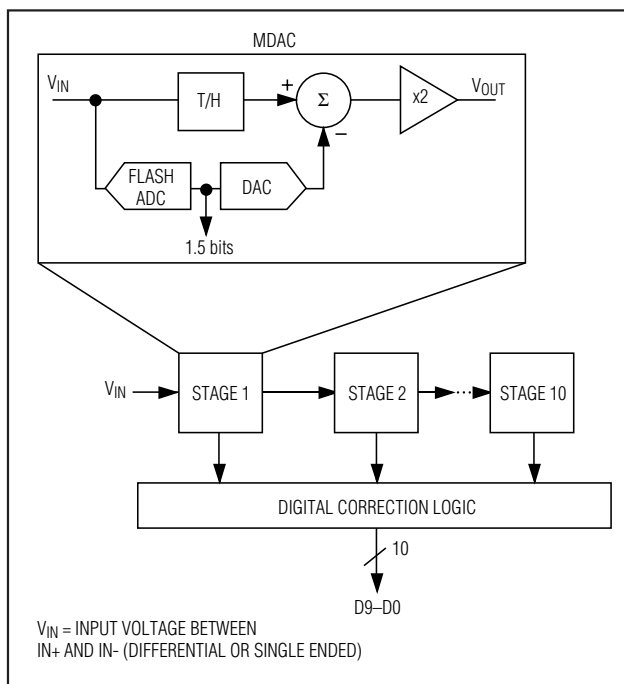 MDAC
VIN
T/H
+
Σ
−
x2
VOUT
FLASH
ADC
DAC
1.5 bits
VIN
STAGE 1
STAGE 2
STAGE 10
DIGITAL CORRECTION LOGIC
10
D9–D0
VIN = INPUT VOLTAGE BETWEEN
IN+ AND IN- (DIFFERENTIAL OR SINGLE ENDED)